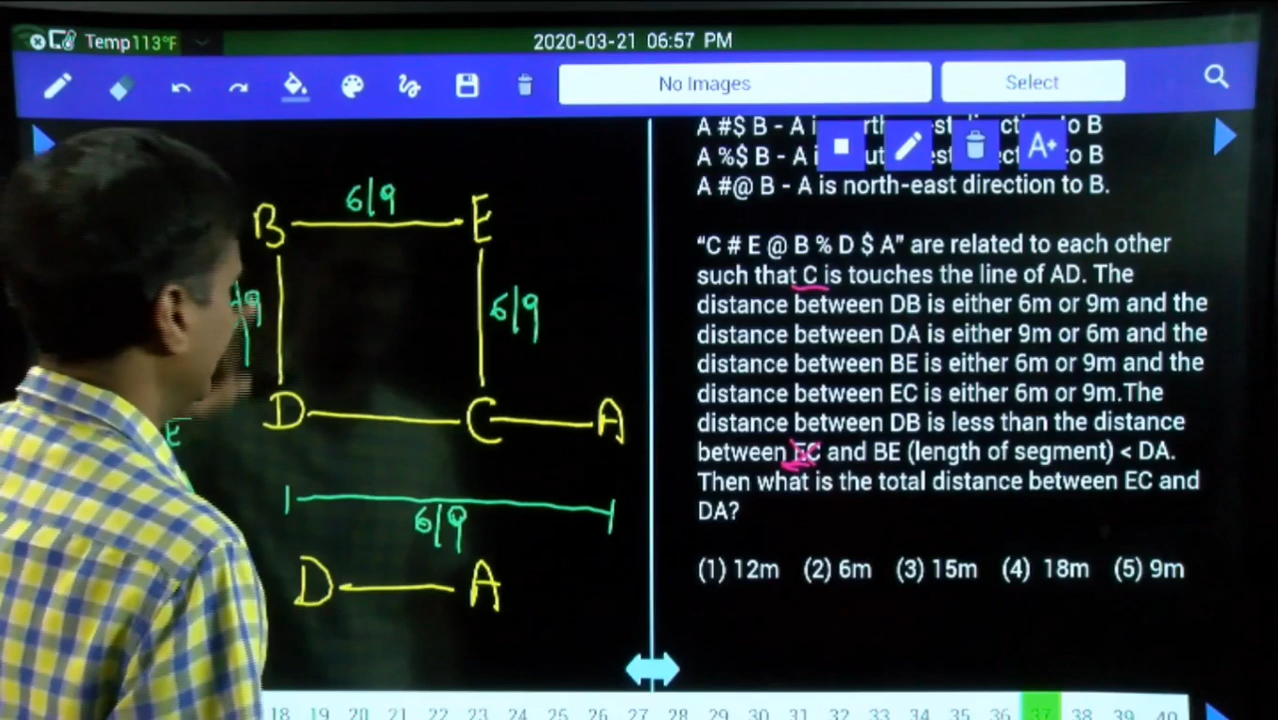 Temp113°F
2020-03-21 06:57 PM
No Images
Select
A #$ B - A i
o B
A+
A %$ B - A i
o B
A #@ B - A is north-east direction to B.
"C # E @ B % D $ A" are related to each other
such that C is touches the line of AD. The
distance between DB is either 6m or 9m and the
distance between DA is either 9m or 6m and the
distance between BE is either 6m or 9m and the
distance between EC is either 6m or 9m.The
distance between DB is less than the distance
between EC and BE (length of segment) < DA.
Then what is the total distance between EC and
DA?
(1) 12m (2) 6m (3) 15m (4) 18m (5) 9m
6/9
B E
9
6/9
D C A
6/9
D A
18 19 20 21 22 23 24 25 26 27 28 29 30 31 32 33 34 35 36 37 38 39 40